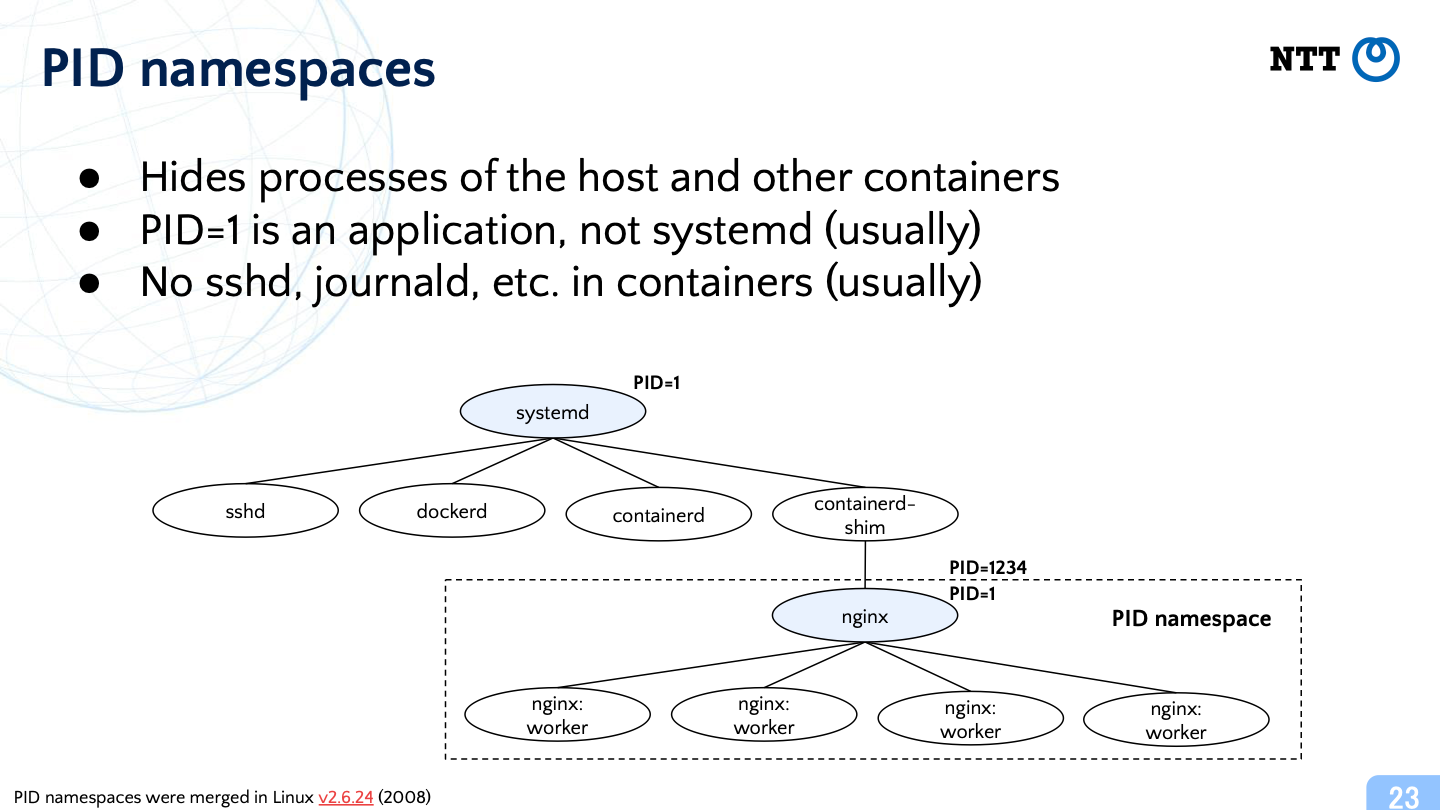 PID namespaces
NTT
● Hides processes of the host and other containers
● PID=1 is an application, not systemd (usually)
● No sshd, journald, etc. in containers (usually)
PID=1
systemd
sshd
dockerd
containerd
containerd-
shim
PID=1234
PID=1
nginx
PID namespace
nginx:
worker
nginx:
worker
nginx:
worker
nginx:
worker
PID namespaces were merged in Linux v2.6.24 (2008)
23